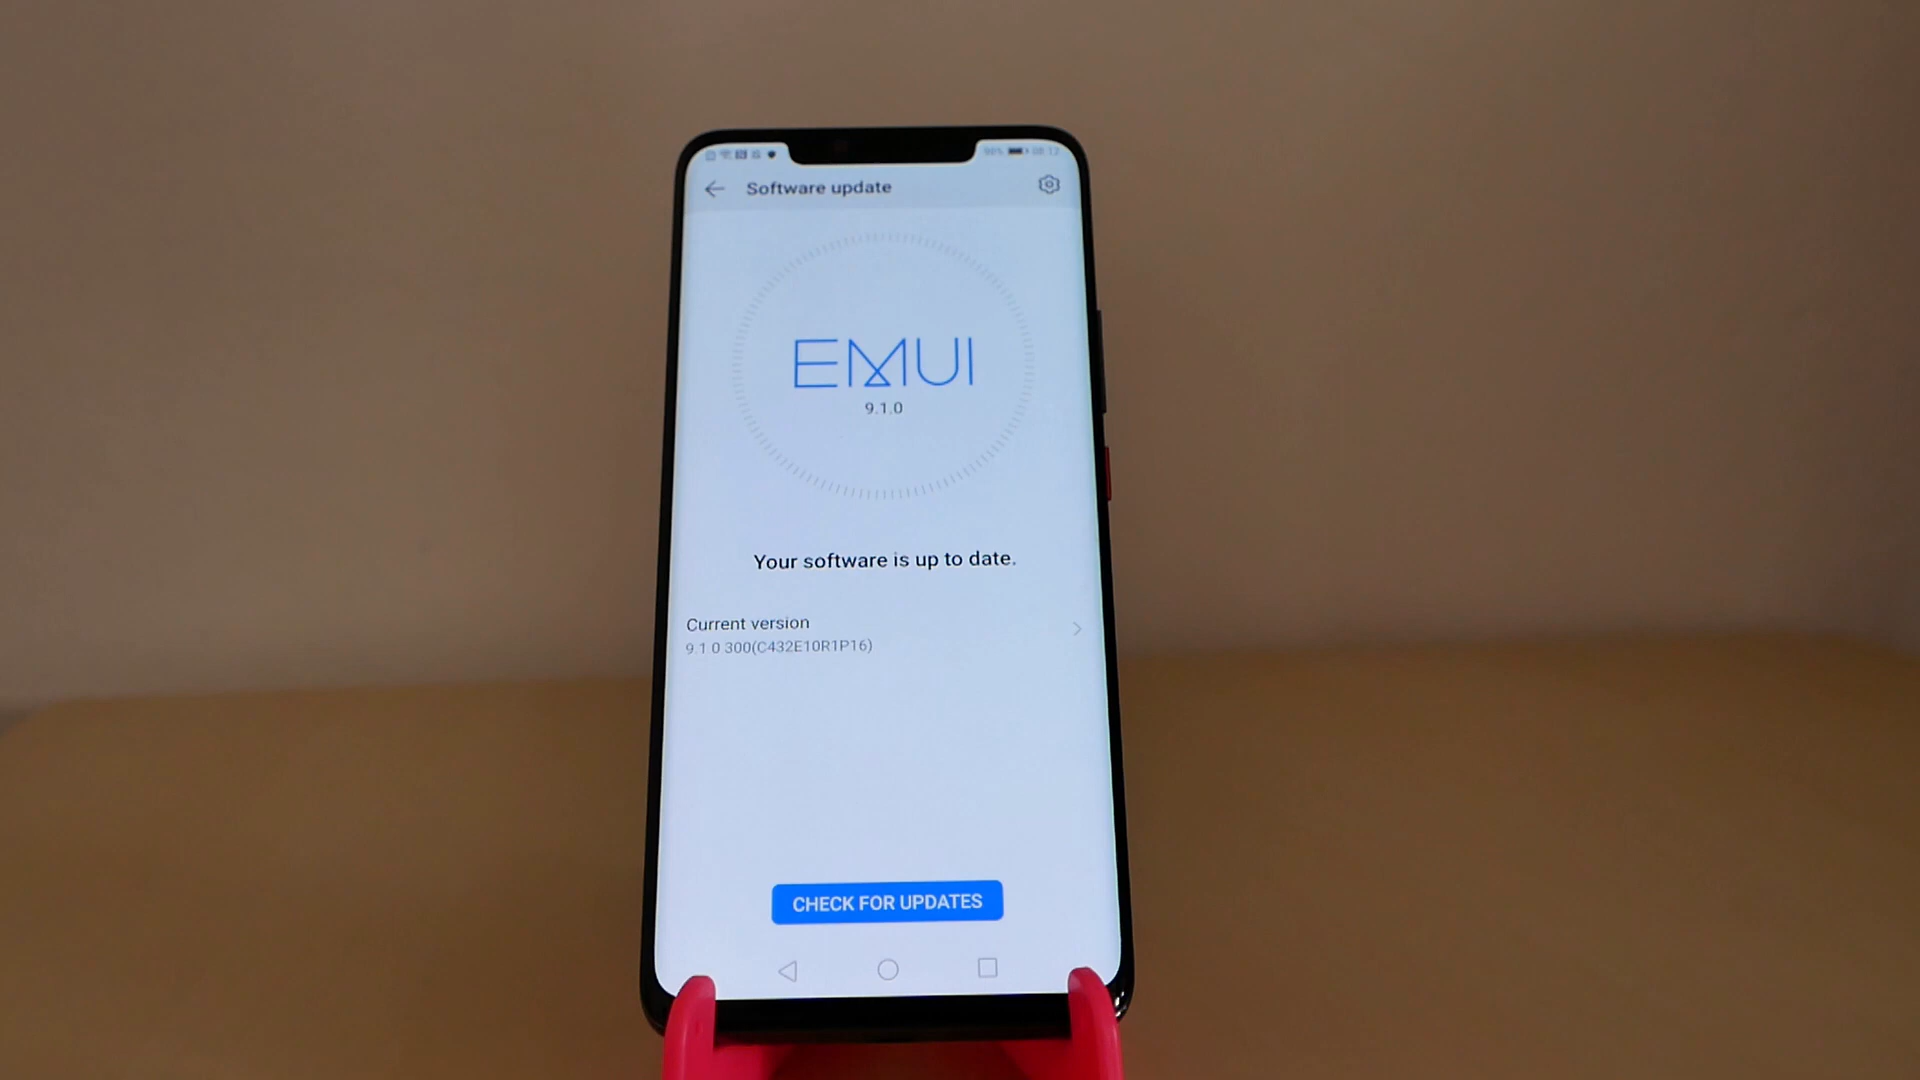 Software update
EMUI
9.1.0
Your software is up to date.
Current version
9.1.0.300(C432E10R1P16)
CHECK FOR UPDATES